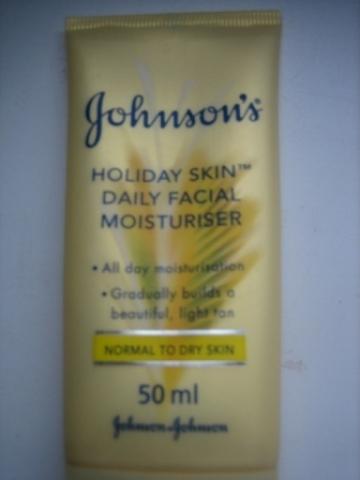 Johnson's
HOLIDAY SKIN™
DAILY FACIAL
MOISTURISER
• All day moisturisation
• Gradually builds a
beautiful, light tan
NORMAL TO DRY SKIN
50 ml
Johnson & Johnson